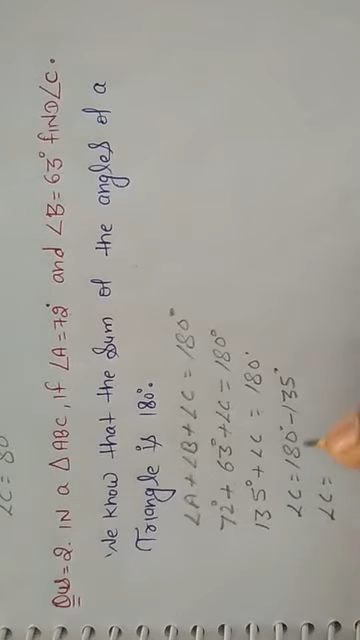 ∠C = 80
Ques=2. IN a △ABC, If ∠A=72° and ∠B=63° fIND∠C.
We know that the Sum of the angles of a
Triangle is 180°.
∠A+∠B+∠C = 180°
72°+63°+∠C = 180°
135°+∠C = 180°
∠C = 180°-135°
∠C =